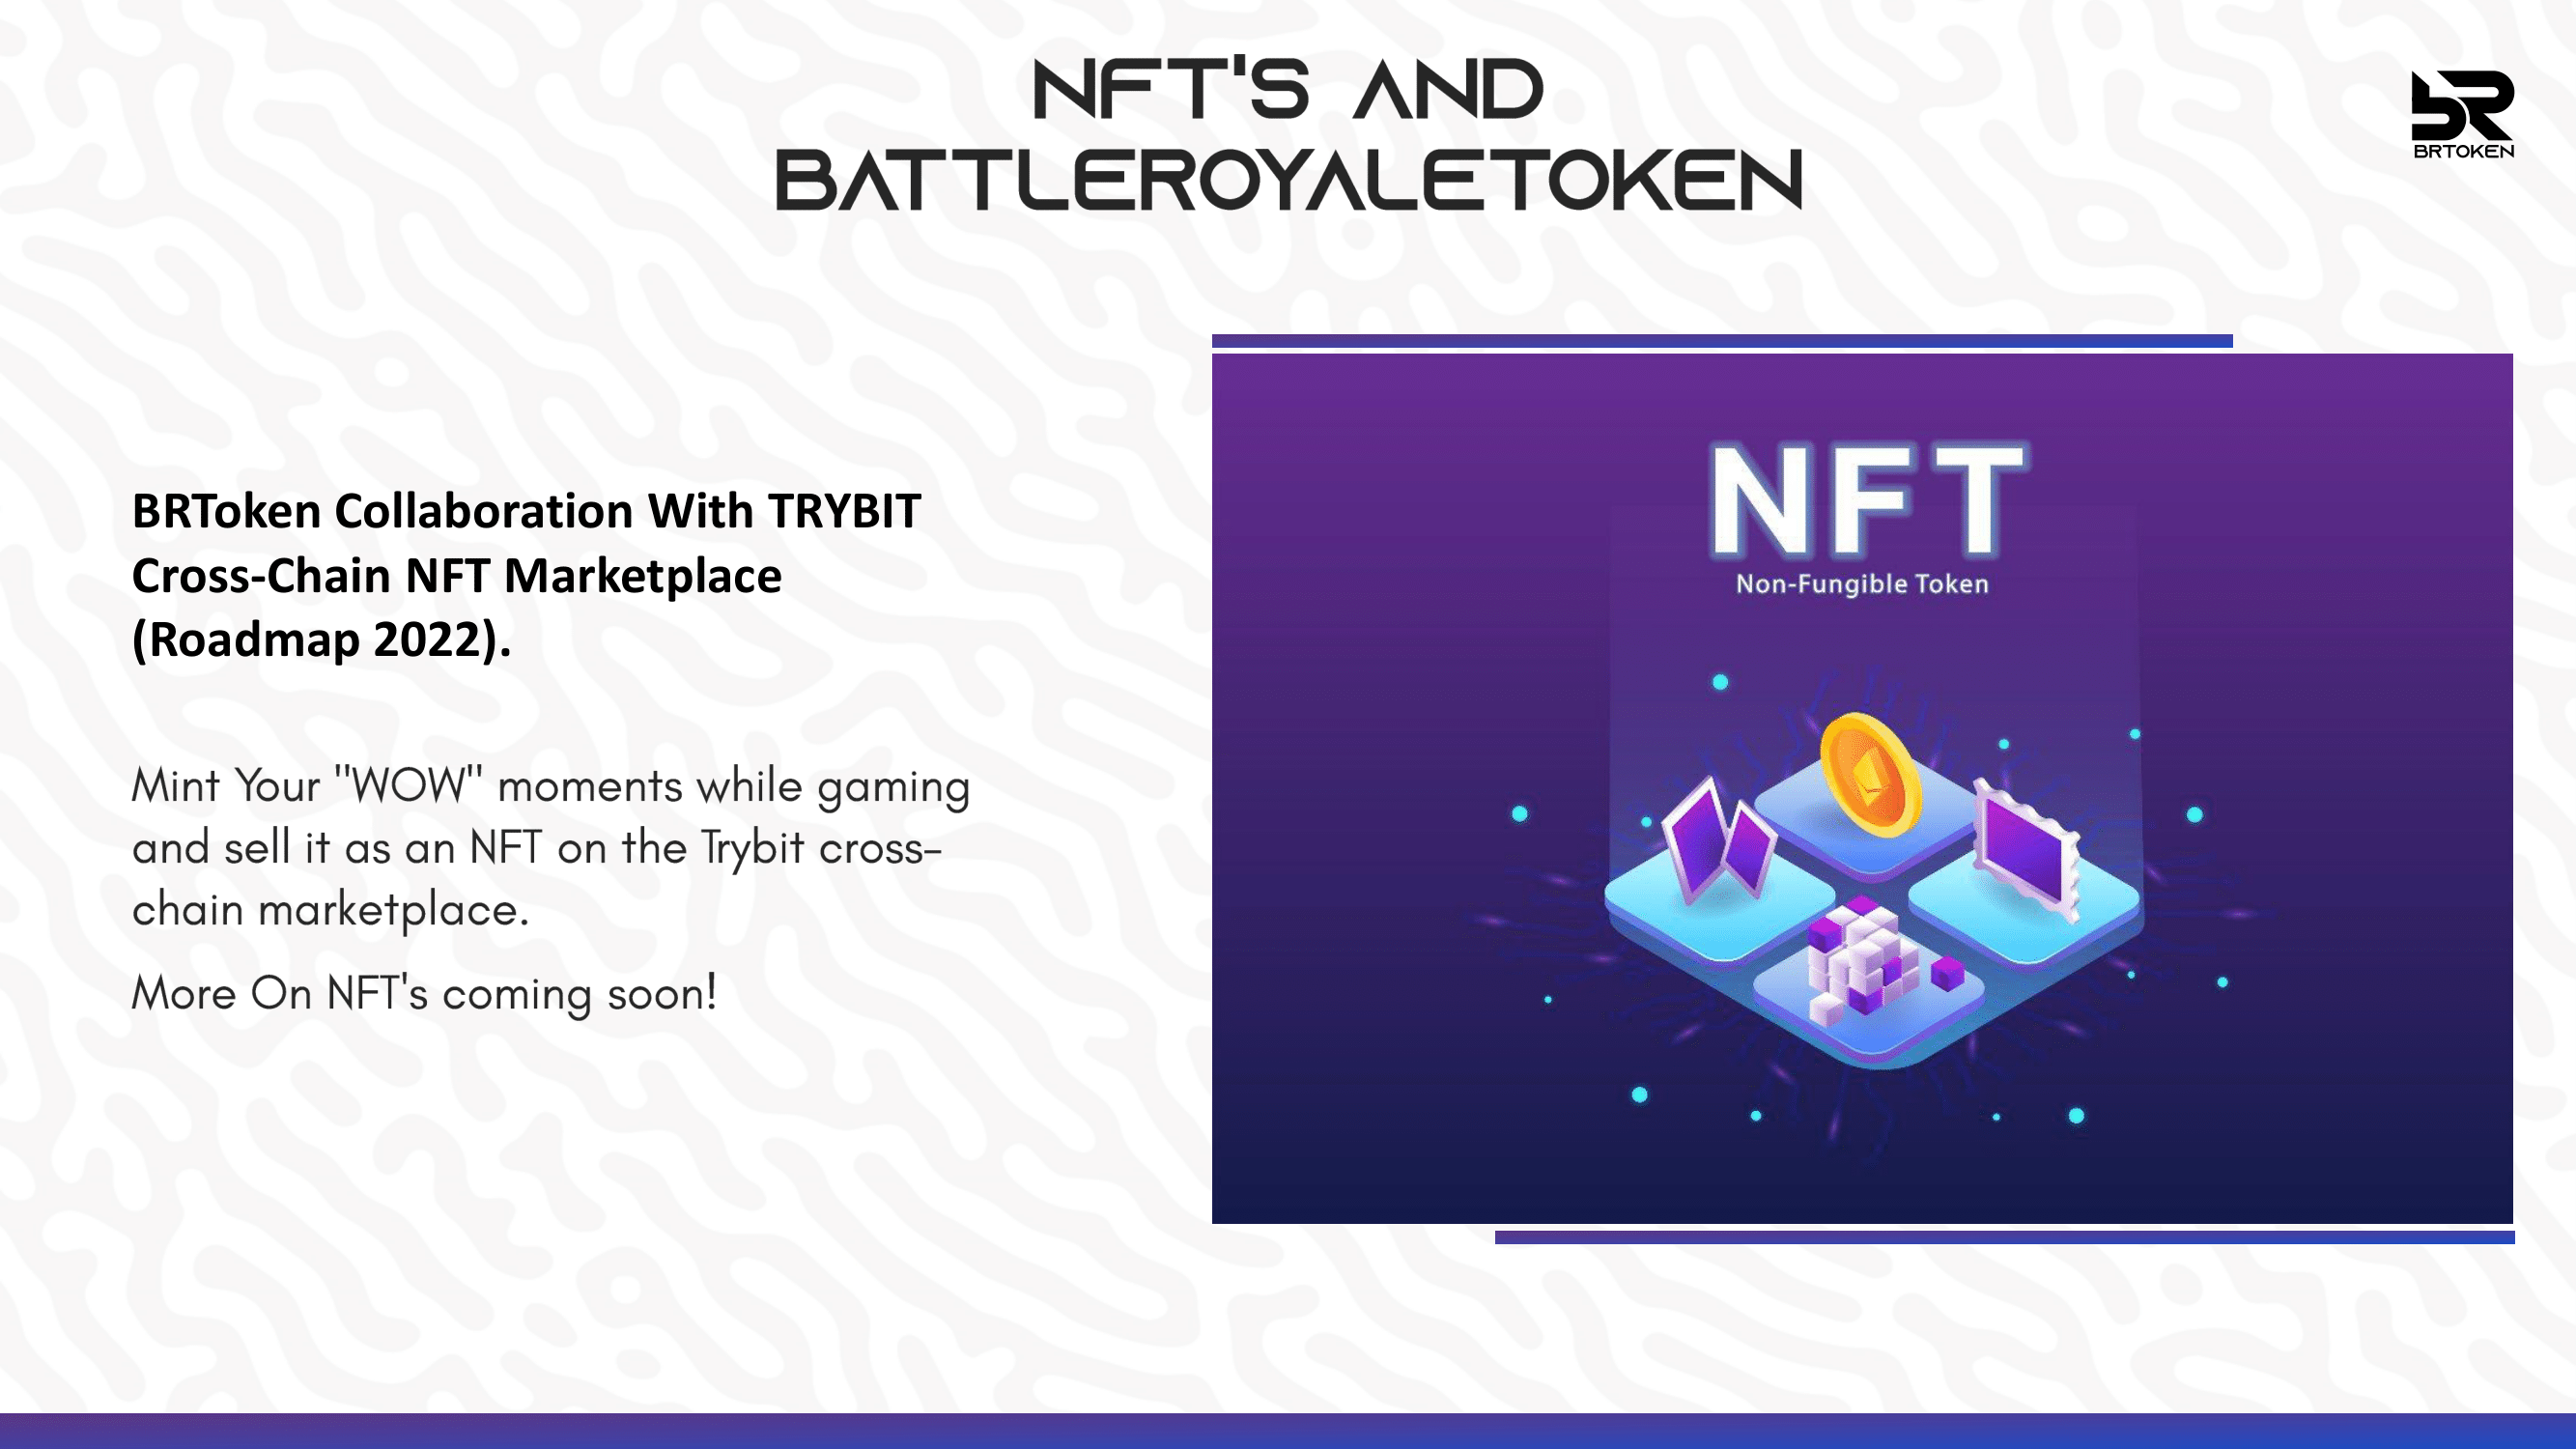 NFT'S AND
BATTLEROYALETOKEN
BRTOKEN
BRToken Collaboration With TRYBIT
Cross-Chain NFT Marketplace
(Roadmap 2022).
Mint Your "WOW" moments while gaming
and sell it as an NFT on the Trybit cross-
chain marketplace.
More On NFT's coming soon!
NFT
Non-Fungible Token